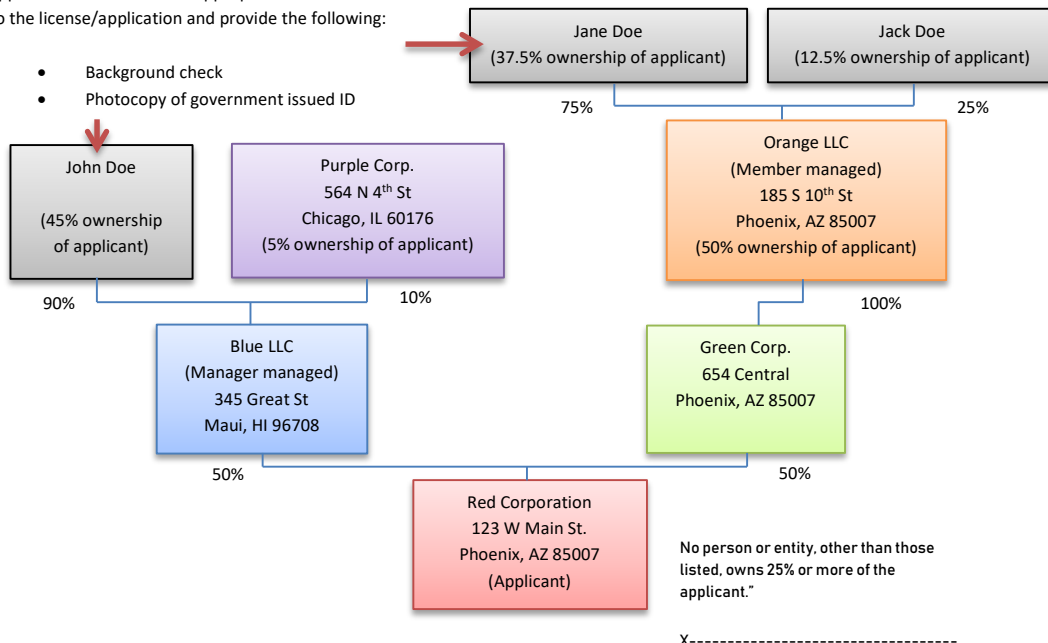 o the license/application and provide the following:
• Background check
• Photocopy of government issued ID
Jane Doe
(37.5% ownership of applicant)
Jack Doe
(12.5% ownership of applicant)
75%
25%
John Doe
(45% ownership
of applicant)
Purple Corp.
564 N 4th St
Chicago, IL 60176
(5% ownership of applicant)
Orange LLC
(Member managed)
185 S 10th St
Phoenix, AZ 85007
(50% ownership of applicant)
90%
10%
100%
Blue LLC
(Manager managed)
345 Great St
Maui, HI 96708
Green Corp.
654 Central
Phoenix, AZ 85007
50%
50%
Red Corporation
123 W Main St.
Phoenix, AZ 85007
(Applicant)
No person or entity, other than those
listed, owns 25% or more of the
applicant.”
X-----------------------------------